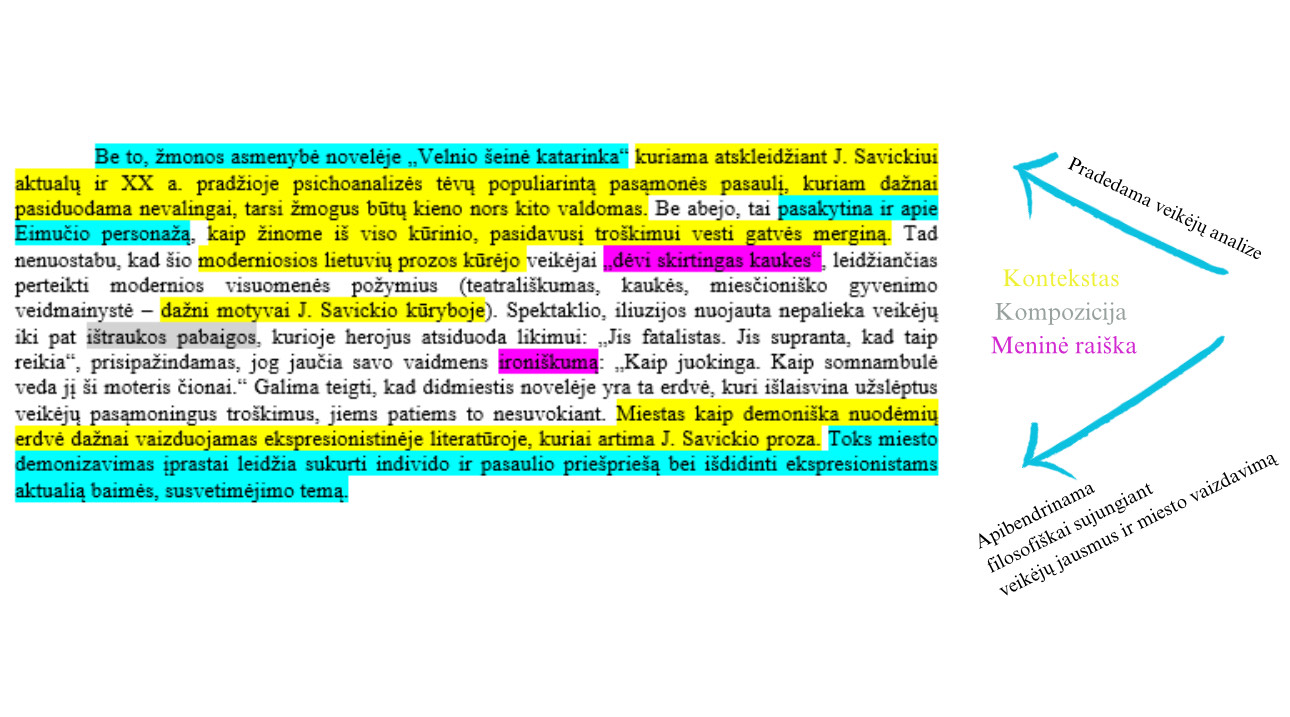 Be to, žmonos asmenybė novelėje „Velnio šeinė katarinka“ kuriama atskleidžiant J. Savickiui
aktualų ir XX a. pradžioje psichoanalizės tėvų populiarintą pasąmonės pasaulį, kuriam dažnai
pasiduodama nevalingai, tarsi žmogus būtų kieno nors kito valdomas. Be abejo, tai pasakytina ir apie
Eimučio personažą, kaip žinome iš viso kūrinio, pasidavusį troškimui vesti gatvės merginą. Tad
nenuostabu, kad šio moderniosios lietuvių prozos kūrėjo veikėjai „dėvi skirtingas kaukes“, leidžiančias
perteikti modernios visuomenės požymius (teatrališkumas, kaukės, miesčioniško gyvenimo
veidmainystė – dažni motyvai J. Savickio kūryboje). Spektaklio, iliuzijos nuojauta nepalieka veikėjų
iki pat ištraukos pabaigos, kurioje herojus atsiduoda likimui: „Jis fatalistas. Jis supranta, kad taip
reikia“, prisipažindamas, jog jaučia savo vaidmens ironiškumą: „Kaip juokinga. Kaip somnambulė
veda jį ši moteris čionai.“ Galima teigti, kad didmiestis novelėje yra ta erdvė, kuri išlaisvina užslėptus
veikėjų pasąmoningus troškimus, jiems patiems to nesuvokiant. Miestas kaip demoniška nuodėmių
erdvė dažnai vaizduojamas ekspresionistinėje literatūroje, kuriai artima J. Savickio proza. Toks miesto
demonizavimas įprastai leidžia sukurti individo ir pasaulio priešpriešą bei išdidinti ekspresionistams
aktualią baimės, susvetimėjimo temą.
Pradedama veikėjų analize
Kontekstas
Kompozicija
Meninė raiška
Apibendrinama
filosofiškai sujungiant
veikėjų jausmus ir miesto vaizdavimą